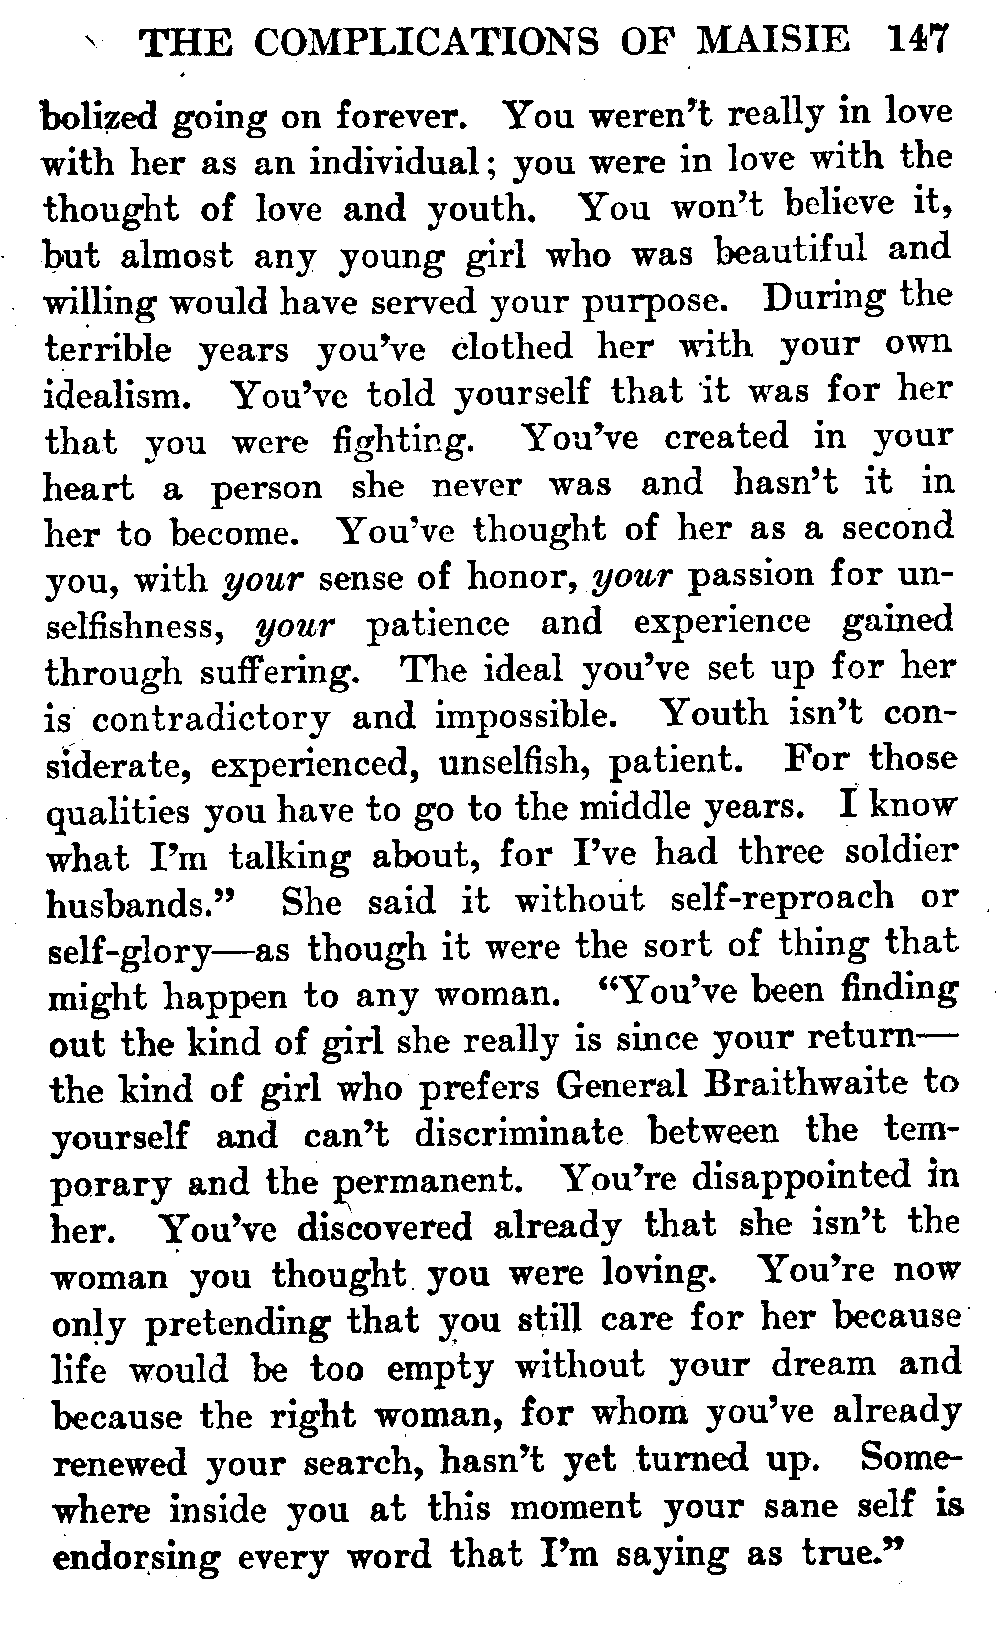 THE COMPLICATIONS OF MAISIE 147
bolized going on forever. You weren't really in love
with her as an individual; you were in love with the
thought of love and youth. You won't believe it,
but almost any young girl who was beautiful and
willing would have served your purpose. During the
terrible years you've clothed her with your own
idealism. You've told yourself that it was for her
that you were fighting. You've created in your
heart a person she never was and hasn't it in
her to become. You've thought of her as a second
you, with your sense of honor, your passion for un-
selfishness, your patience and experience gained
through suffering. The ideal you've set up for her
is contradictory and impossible. Youth isn't con-
siderate, experienced, unselfish, patient. For those
qualities you have to go to the middle years. I know
what I'm talking about, for I've had three soldier
husbands." She said it without self-reproach or
self-glory—as though it were the sort of thing that
might happen to any woman. "You've been finding
out the kind of girl she really is since your return—
the kind of girl who prefers General Braithwaite to
yourself and can't discriminate between the tem-
porary and the permanent. You're disappointed in
her. You've discovered already that she isn't the
woman you thought you were loving. You're now
only pretending that you still care for her because
life would be too empty without your dream and
because the right woman, for whom you've already
renewed your search, hasn't yet turned up. Some-
where inside you at this moment your sane self is
endorsing every word that I'm saying as true."